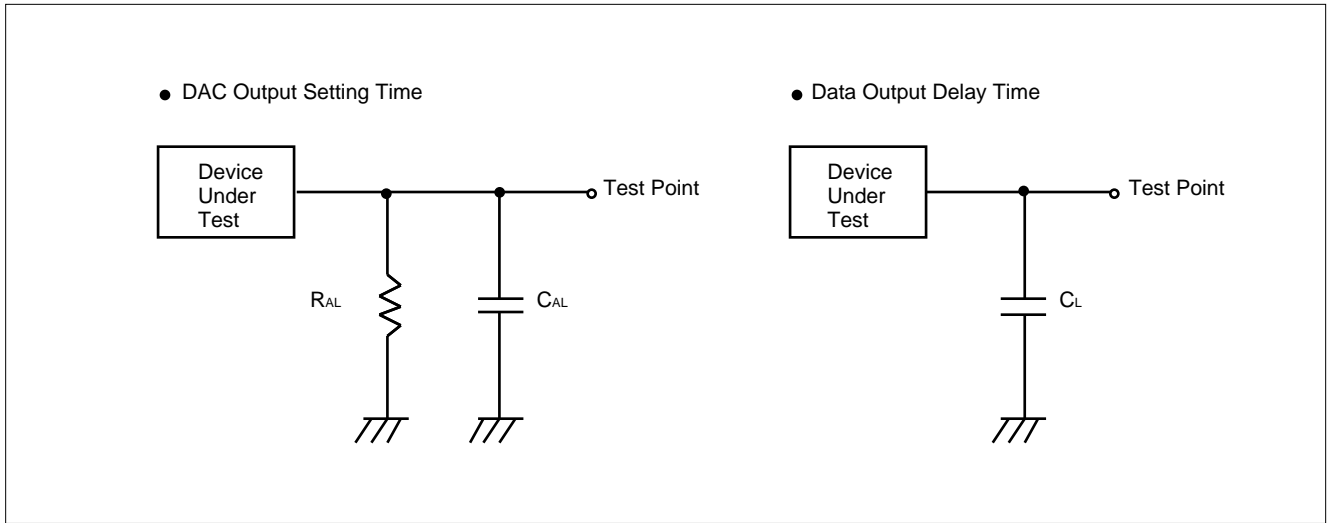 ● DAC Output Setting Time
Device
Under
Test
Test Point
RAL
CAL
● Data Output Delay Time
Device
Under
Test
Test Point
CL